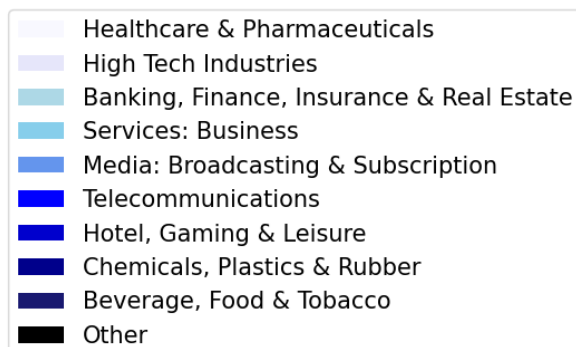 Healthcare & Pharmaceuticals
High Tech Industries
Banking, Finance, Insurance & Real Estate
Services: Business
Media: Broadcasting & Subscription
Telecommunications
Hotel, Gaming & Leisure
Chemicals, Plastics & Rubber
Beverage, Food & Tobacco
Other